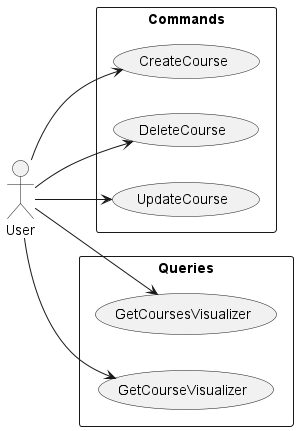 Commands
CreateCourse
DeleteCourse
UpdateCourse
User
Queries
GetCoursesVisualizer
GetCourseVisualizer